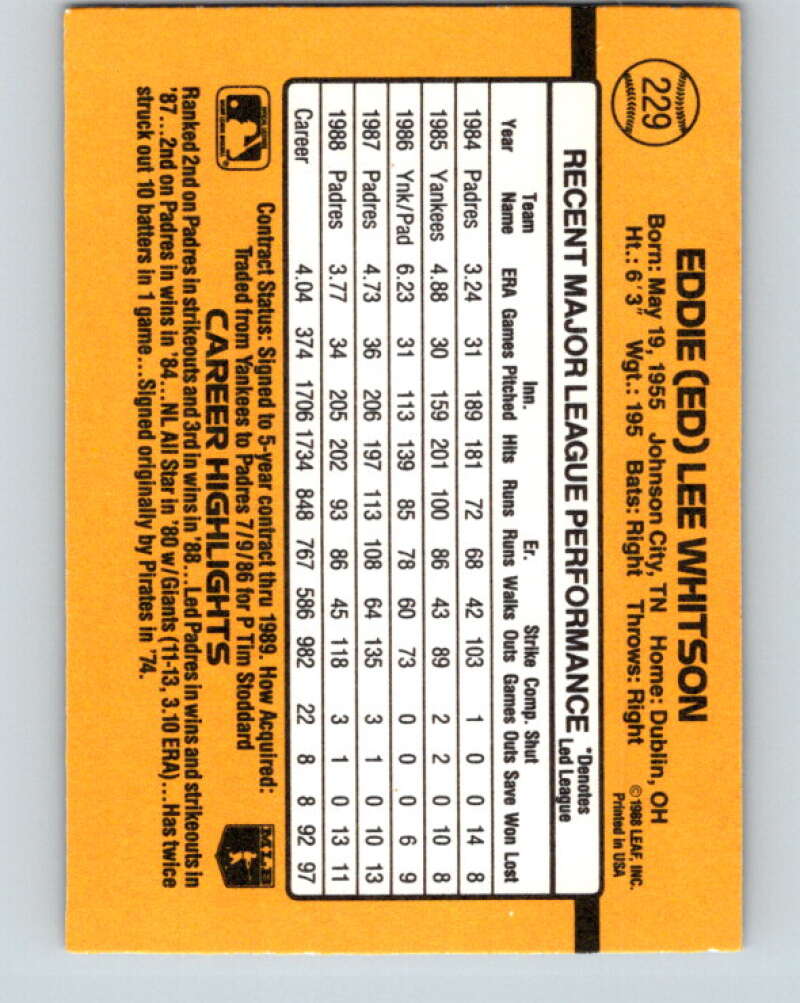 229
EDDIE (ED) LEE WHITSON
Born: May 19, 1955 Johnson City, TN Home: Dublin, OH
Ht.: 6'3" Wgt.: 195 Bats: Right Throws: Right
© 1988 LEAF, INC.
Printed in USA
RECENT MAJOR LEAGUE PERFORMANCE
*Denotes
Led League
Team Inn. Er. Strike Comp. Shut
Year Name ERA Games Pitched Hits Runs Runs Walks Outs Games Outs Save Won Lost
1984 Padres 3.24 31 189 181 72 68 42 103 1 0 0 14 8
1985 Yankees 4.88 30 159 201 100 86 43 89 2 2 0 10 8
1986 Ynk/Pad 6.23 31 113 139 85 78 60 73 0 0 0 6 9
1987 Padres 4.73 36 206 197 113 108 64 135 3 1 0 10 13
1988 Padres 3.77 34 205 202 93 86 45 118 3 1 0 13 11
Career 4.04 374 1706 1734 848 767 586 982 22 8 8 92 97
Contract Status: Signed to 5-year contract thru 1989. How Acquired:
Traded from Yankees to Padres 7/9/86 for P Tim Stoddard
MLB
CAREER HIGHLIGHTS
Ranked 2nd on Padres in strikeouts and 3rd in wins in '88...Led Padres in wins and strikeouts in
'87...2nd on Padres in wins in '84...NL All Star in '80 w/Giants (11-13, 3.10 ERA)...Has twice
struck out 10 batters in 1 game...Signed originally by Pirates in '74.